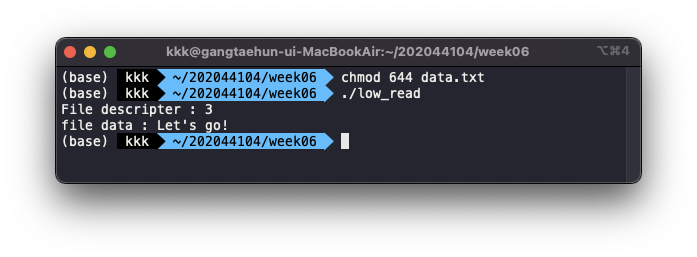 kkk@gangtaehun-ui-MacBookAir:~/202044104/week06 ⌥⌘4
(base) kkk ~/202044104/week06 chmod 644 data.txt
(base) kkk ~/202044104/week06 ./low_read
File descripter : 3
file data : Let's go!
(base) kkk ~/202044104/week06